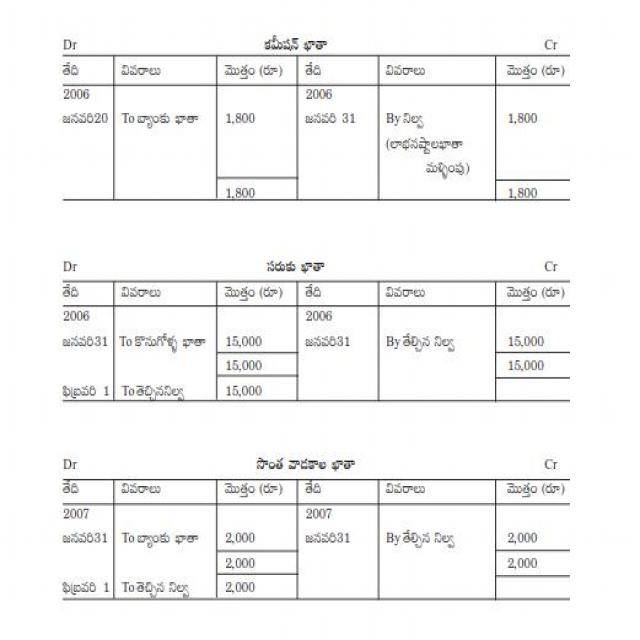 Dr కమీషన్ ఖాతా Cr
తేది వివరాలు మొత్తం (రూ) తేది వివరాలు మొత్తం (రూ)
2006 2006
జనవరి20 To బ్యాంకు ఖాతా 1,800 జనవరి 31 By నిల్వ 1,800
(లాభనష్టాలఖాతా
మళ్ళింపు)
1,800 1,800
Dr సరుకు ఖాతా Cr
తేది వివరాలు మొత్తం (రూ) తేది వివరాలు మొత్తం (రూ)
2006 2006
జనవరి31 To కొనుగోళ్ళ ఖాతా 15,000 జనవరి31 By తేల్చిన నిల్వ 15,000
15,000 15,000
ఫిబ్రవరి 1 To తెచ్చిననిల్వ 15,000
Dr సొంత వాడకాల ఖాతా Cr
తేది వివరాలు మొత్తం (రూ) తేది వివరాలు మొత్తం (రూ)
2007 2007
జనవరి31 To బ్యాంకు ఖాతా 2,000 జనవరి31 By తేల్చిన నిల్వ 2,000
2,000 2,000
ఫిబ్రవరి 1 To తెచ్చిన నిల్వ 2,000